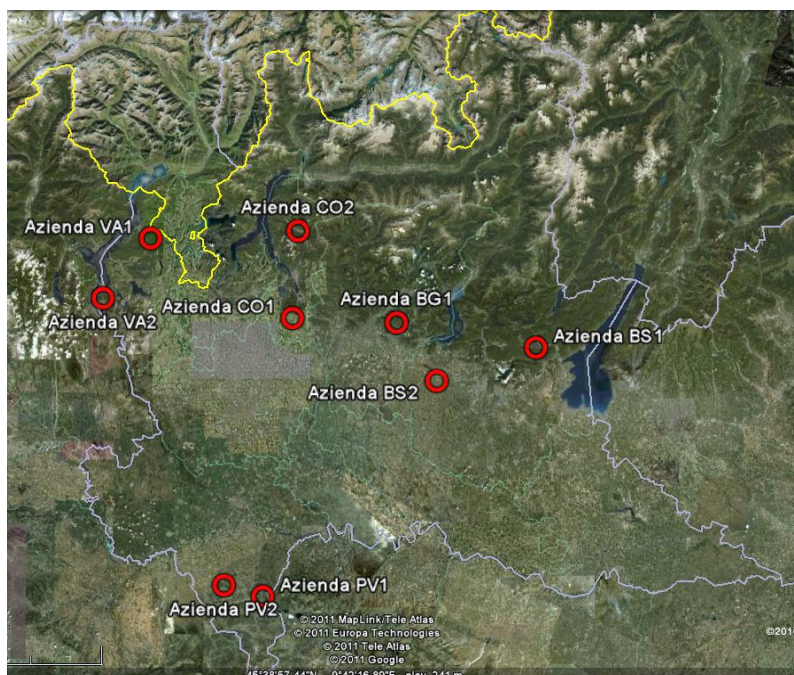 Azienda CO2
Azienda VA1
Azienda BG1
Azienda CO1
Azienda VA2
Azienda BS1
Azienda BS2
Azienda PV1
Azienda PV2
© 2011 MapLink/Tele Atlas
© 2011 Europa Technologies
© 2011 Tele Atlas
© 2011 Google